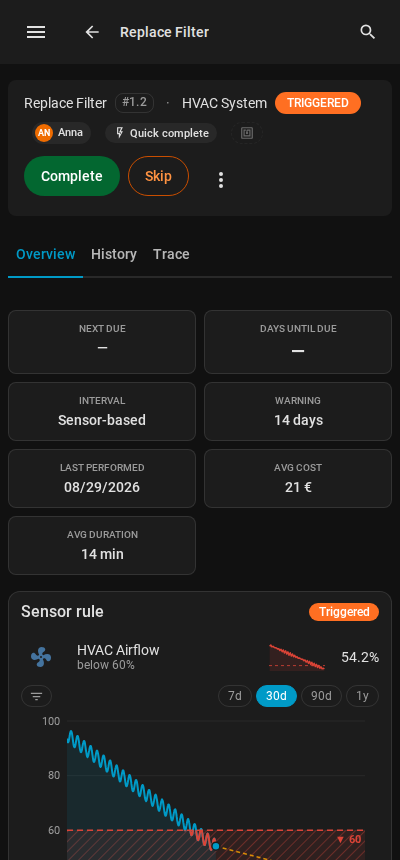 Replace Filter
Replace Filter #1.2 · HVAC System TRIGGERED
AN Anna Quick complete
Complete Skip
Overview History Trace
NEXT DUE DAYS UNTIL DUE
— —
INTERVAL WARNING
Sensor-based 14 days
LAST PERFORMED AVG COST
08/29/2026 21 €
AVG DURATION
14 min
Sensor rule Triggered
HVAC Airflow
below 60% 54.2%
7d 30d 90d 1y
100
80
60 ▼ 60